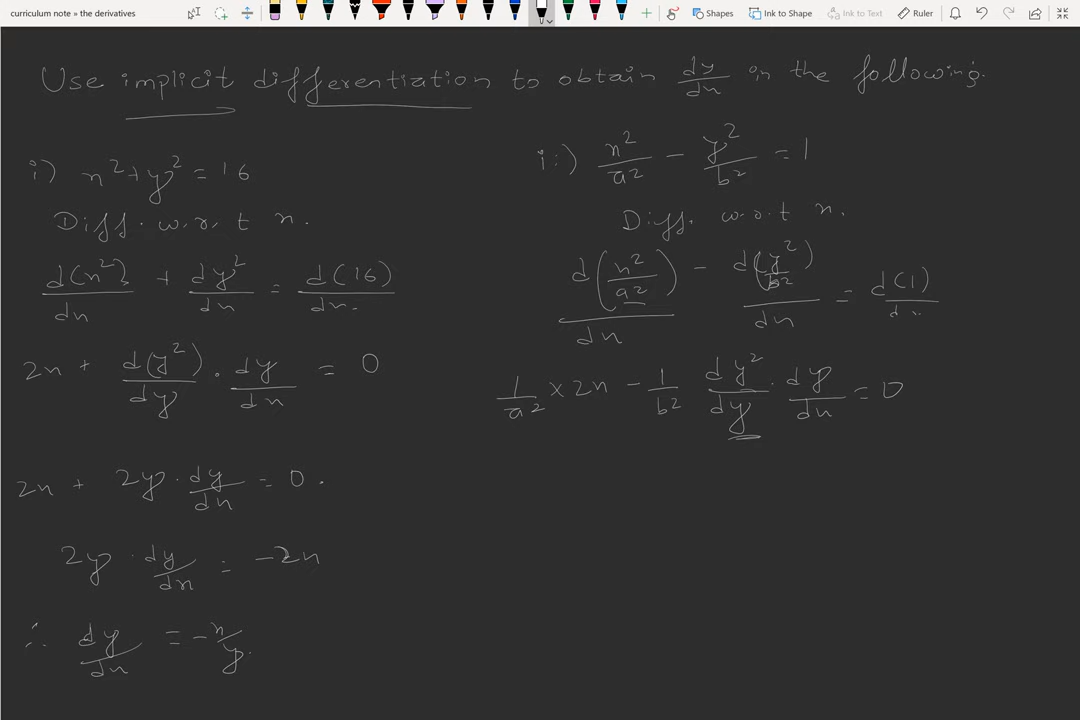 curriculum note » the derivatives
Shapes
Ink to Shape
Ink to Text
Ruler
Use implicit differentiation to obtain dy/dx in the following.
i) x² + y² = 16
Diff. w.r.t x.
d(x²)/dx + dy²/dx = d(16)/dx
2x + d(y²)/dy · dy/dx = 0
2x + 2y · dy/dx = 0.
2y · dy/dx = -2x
∴ dy/dx = -x/y.
ii) x²/a² - y²/b² = 1
Diff. w.r.t x.
d(x²/a²)/dx - d(y²/b²)/dx = d(1)/dx
1/a² × 2x - 1/b² dy²/dy · dy/dx = 0